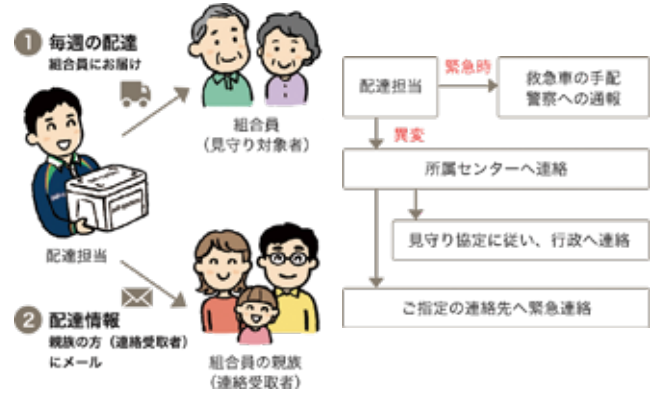 1 毎週の配達
組合員にお届け
組合員
（見守り対象者）
配達担当
2 配達情報
親族の方（連絡受取者）
にメール
組合員の親族
（連絡受取者）
配達担当
緊急時
救急車の手配
警察への通報
異変
所属センターへ連絡
見守り協定に従い、行政へ連絡
ご指定の連絡先へ緊急連絡